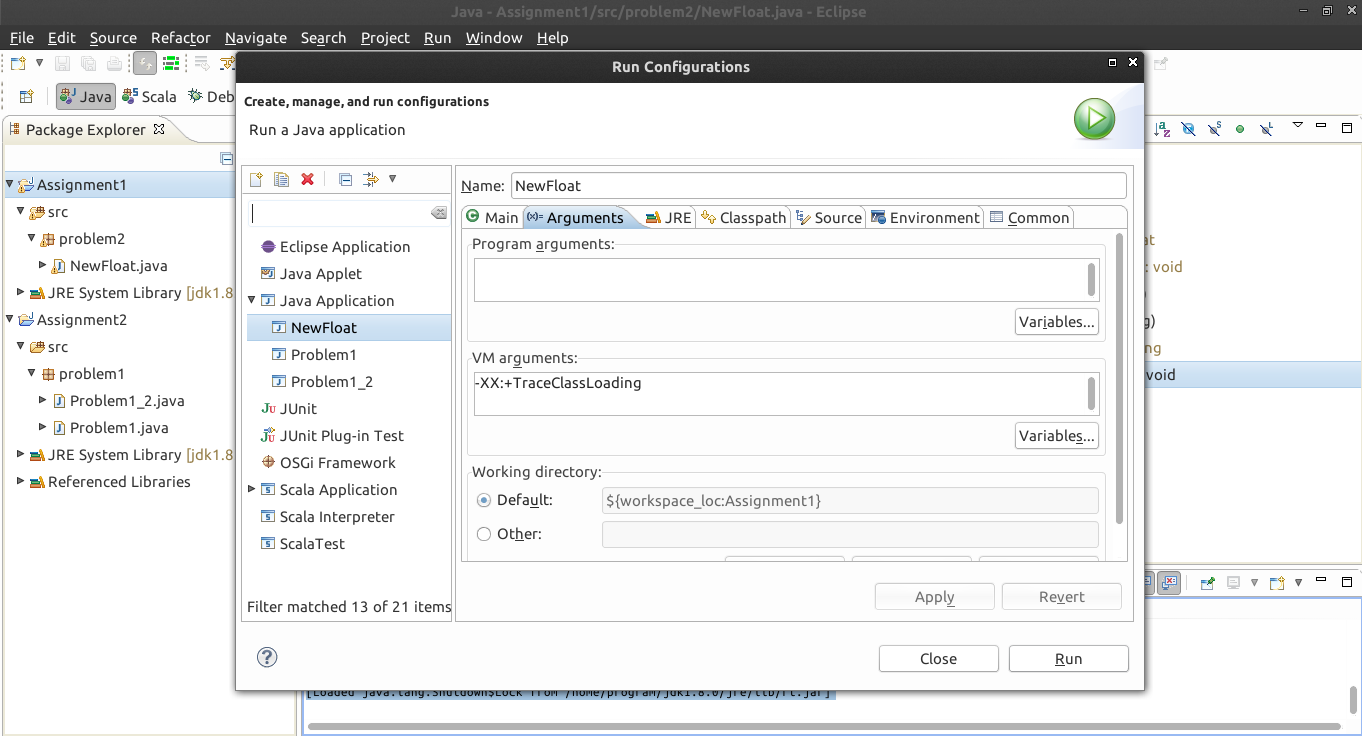 Java - Assignment1/src/problem2/NewFloat.java - Eclipse
File Edit Source Refactor Navigate Search Project Run Window Help
Run Configurations
Java Scala Deb
Create, manage, and run configurations
Run a Java application
Package Explorer
Assignment1
src
problem2
NewFloat.java
JRE System Library [jdk1.8
Assignment2
src
problem1
Problem1_2.java
Problem1.java
JRE System Library [jdk1.8
Referenced Libraries
Eclipse Application
Java Applet
Java Application
NewFloat
Problem1
Problem1_2
JUnit
JUnit Plug-in Test
OSGi Framework
Scala Application
Scala Interpreter
ScalaTest
Filter matched 13 of 21 items
Name: NewFloat
Main (x)= Arguments JRE Classpath Source Environment Common
Program arguments:
Variables...
VM arguments:
-XX:+TraceClassLoading
Variables...
Working directory:
Default: ${workspace_loc:Assignment1}
Other:
Apply Revert
Close Run
at
: void
)
g)
ng
void
[Loaded java.lang.Shutdown$Lock from /home/program/jdk1.8.0/jre/lib/rt.jar]